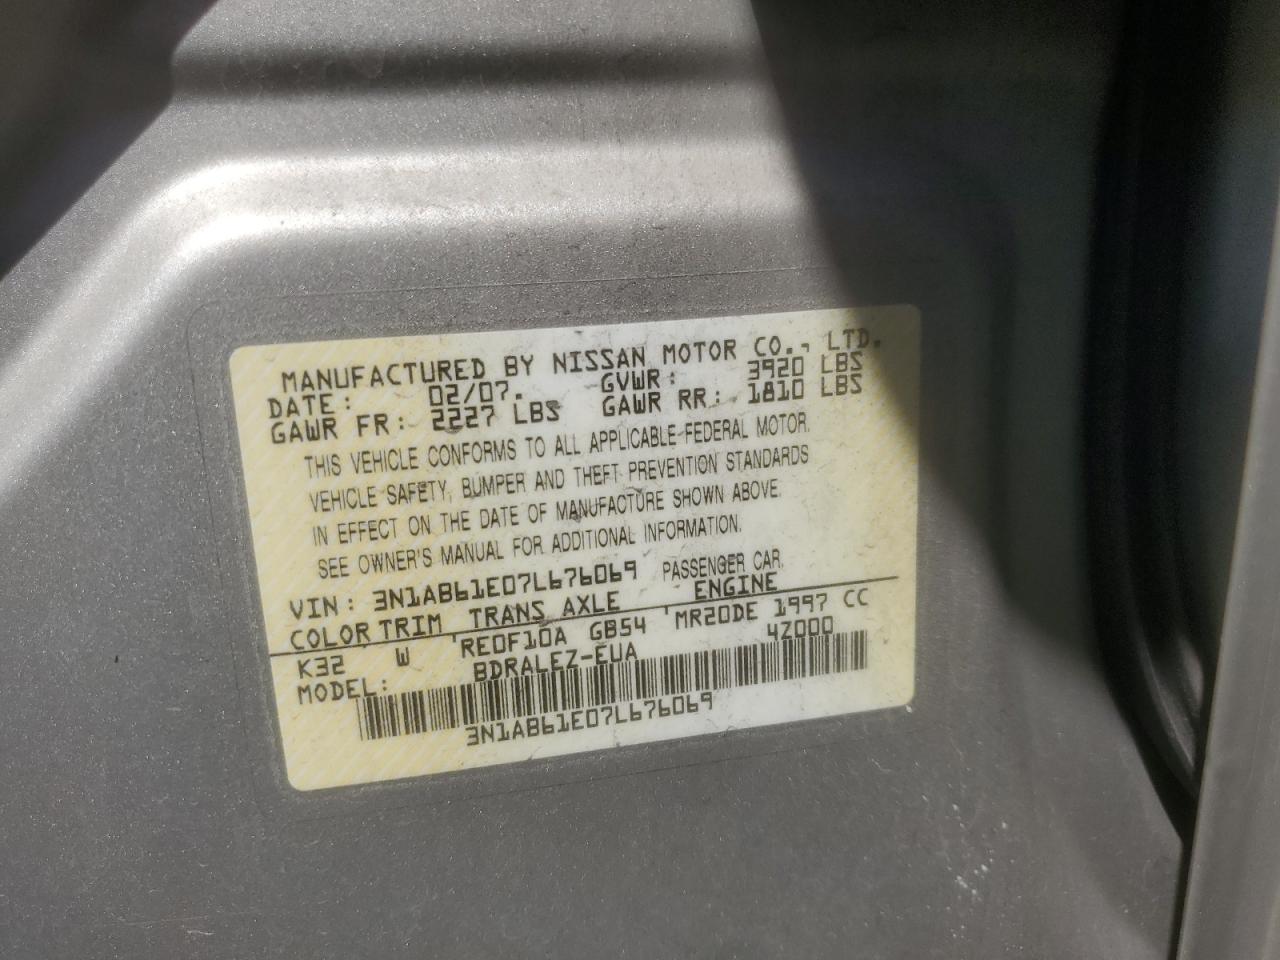 MANUFACTURED BY NISSAN MOTOR CO., LTD.
DATE: 02/07. GVWR: 3920 LBS
GAWR FR: 2227 LBS GAWR RR: 1810 LBS
THIS VEHICLE CONFORMS TO ALL APPLICABLE FEDERAL MOTOR
VEHICLE SAFETY, BUMPER AND THEFT PREVENTION STANDARDS
IN EFFECT ON THE DATE OF MANUFACTURE SHOWN ABOVE.
SEE OWNER'S MANUAL FOR ADDITIONAL INFORMATION.
VIN: 3N1AB61E07L676069 PASSENGER CAR.
COLOR TRIM TRANS AXLE ENGINE
K32 W RE0F10A GB54 MR20DE 1997 CC
MODEL: BDRALEZ-EUA 4Z000
3N1AB61E07L676069